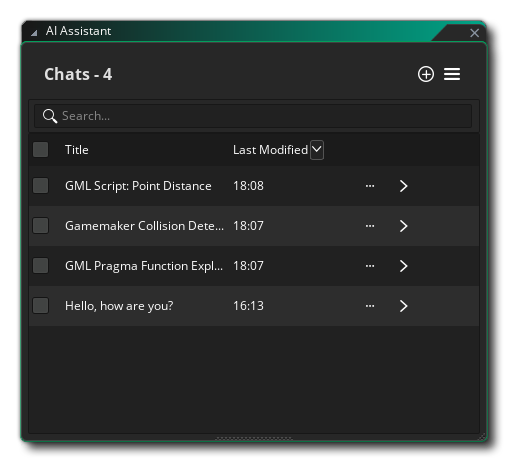 AI Assistant
Chats - 4
Search...
Title Last Modified
GML Script: Point Distance 18:08
Gamemaker Collision Dete... 18:07
GML Pragma Function Expl... 18:07
Hello, how are you? 16:13